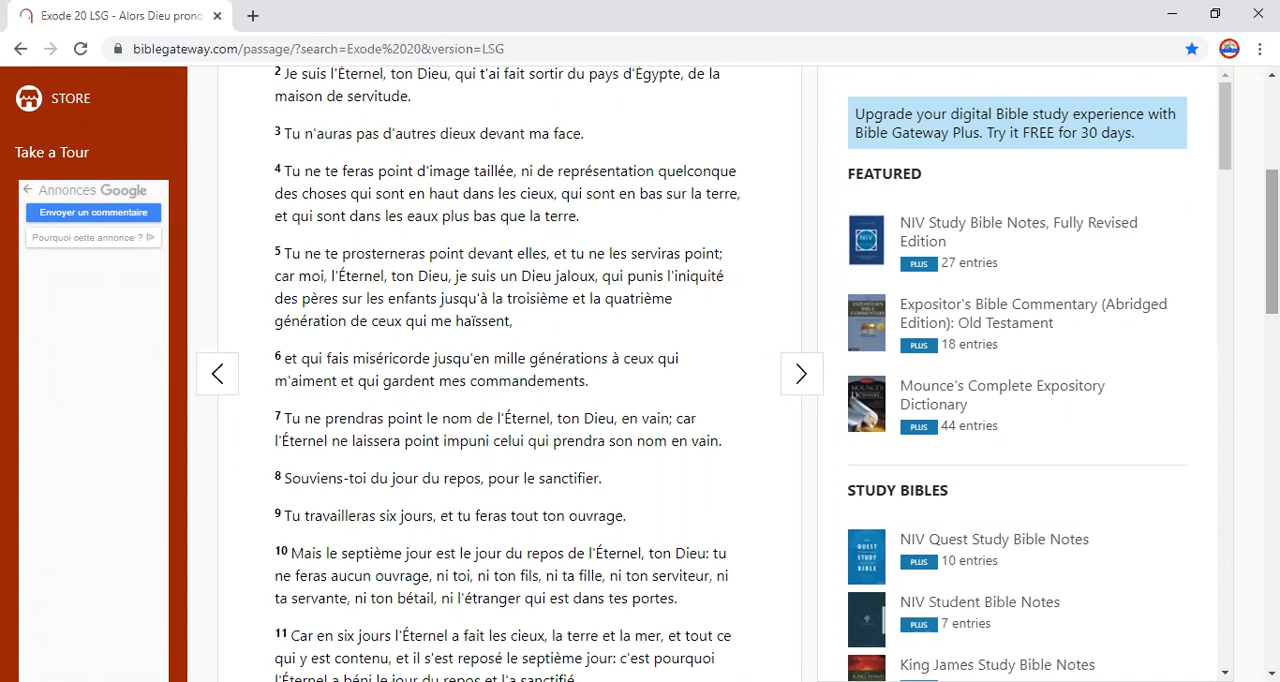 Exode 20 LSG - Alors Dieu pronc
biblegateway.com/passage/?search=Exode%2020&version=LSG
STORE
Take a Tour
Annonces Google
Envoyer un commentaire
Pourquoi cette annonce ?
2 Je suis l'Éternel, ton Dieu, qui t'ai fait sortir du pays d'Égypte, de la
maison de servitude.
3 Tu n'auras pas d'autres dieux devant ma face.
4 Tu ne te feras point d'image taillée, ni de représentation quelconque
des choses qui sont en haut dans les cieux, qui sont en bas sur la terre,
et qui sont dans les eaux plus bas que la terre.
5 Tu ne te prosterneras point devant elles, et tu ne les serviras point;
car moi, l'Éternel, ton Dieu, je suis un Dieu jaloux, qui punis l'iniquité
des pères sur les enfants jusqu'à la troisième et la quatrième
génération de ceux qui me haïssent,
6 et qui fais miséricorde jusqu'en mille générations à ceux qui
m'aiment et qui gardent mes commandements.
7 Tu ne prendras point le nom de l'Éternel, ton Dieu, en vain; car
l'Éternel ne laissera point impuni celui qui prendra son nom en vain.
8 Souviens-toi du jour du repos, pour le sanctifier.
9 Tu travailleras six jours, et tu feras tout ton ouvrage.
10 Mais le septième jour est le jour du repos de l'Éternel, ton Dieu: tu
ne feras aucun ouvrage, ni toi, ni ton fils, ni ta fille, ni ton serviteur, ni
ta servante, ni ton bétail, ni l'étranger qui est dans tes portes.
11 Car en six jours l'Éternel a fait les cieux, la terre et la mer, et tout ce
qui y est contenu, et il s'est reposé le septième jour: c'est pourquoi
l'Éternel a béni le jour du repos et l'a sanctifié.
Upgrade your digital Bible study experience with
Bible Gateway Plus. Try it FREE for 30 days.
FEATURED
NIV
NIV Study Bible Notes, Fully Revised
Edition
PLUS 27 entries
Expositor's Bible Commentary (Abridged
Edition): Old Testament
PLUS 18 entries
Mounce's Complete Expository
Dictionary
PLUS 44 entries
STUDY BIBLES
QUEST
STUDY
BIBLE
NIV Quest Study Bible Notes
PLUS 10 entries
NIV Student Bible Notes
PLUS 7 entries
King James Study Bible Notes